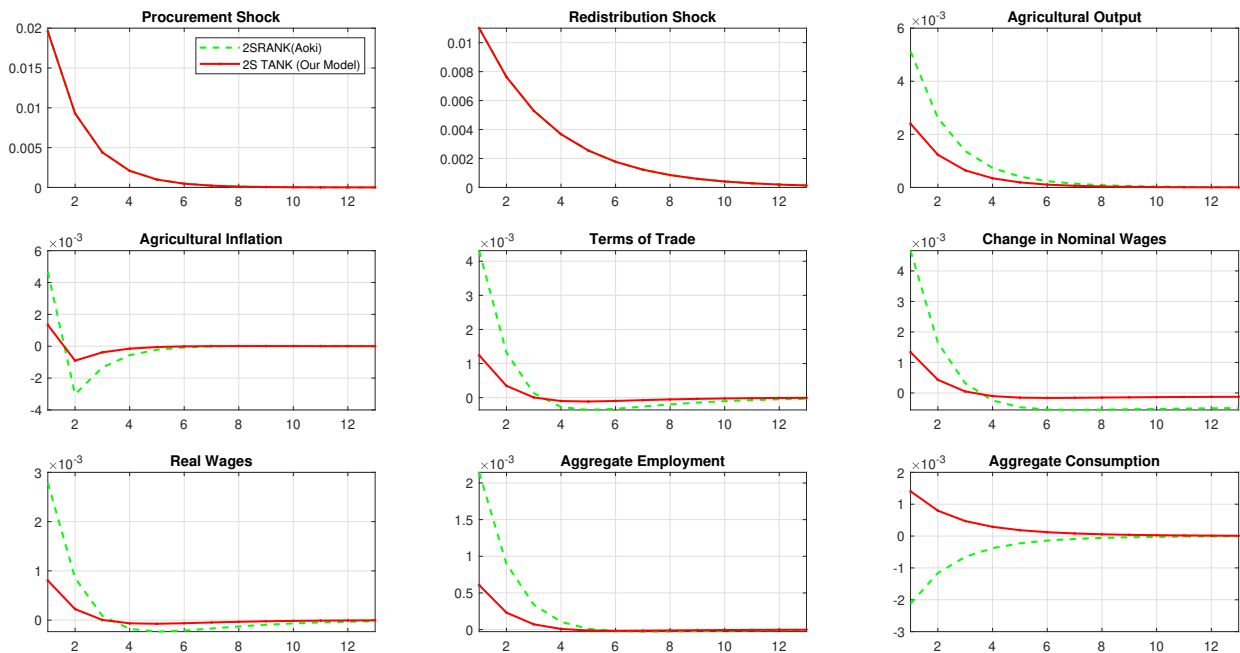 Procurement Shock
0.02
0.015
0.01
0.005
0
2 4 6 8 10 12
2SRANK(Aoki)
2S TANK (Our Model)
Redistribution Shock
0.01
0.008
0.006
0.004
0.002
0
2 4 6 8 10 12
Agricultural Output
×10⁻³
6
4
2
0
2 4 6 8 10 12
Agricultural Inflation
×10⁻³
6
4
2
0
-2
-4
2 4 6 8 10 12
Terms of Trade
×10⁻³
4
3
2
1
0
2 4 6 8 10 12
Change in Nominal Wages
×10⁻³
4
3
2
1
0
2 4 6 8 10 12
Real Wages
×10⁻³
3
2
1
0
2 4 6 8 10 12
Aggregate Employment
×10⁻³
2
1.5
1
0.5
0
2 4 6 8 10 12
Aggregate Consumption
×10⁻³
2
1
0
-1
-2
-3
2 4 6 8 10 12